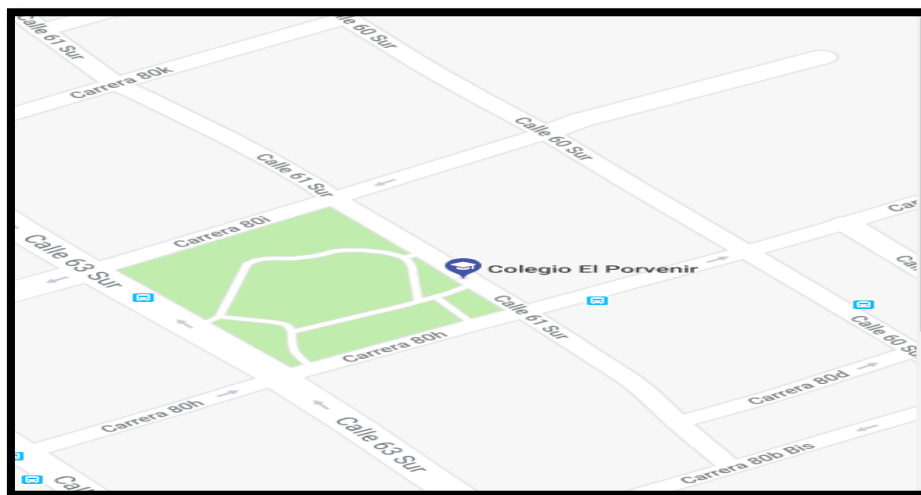 Calle 61 Sur
Calle 60 Sur
Carrera 80k
Calle 60 Sur
Calle 61 Sur
Carrera 80i
Calle 63 Sur
Colegio El Porvenir
Calle 61 Sur
Calle 60 S
Carrera 80h
Carrera 80d
Carrera 80h
Calle 63 Sur
Carrera 80b Bis